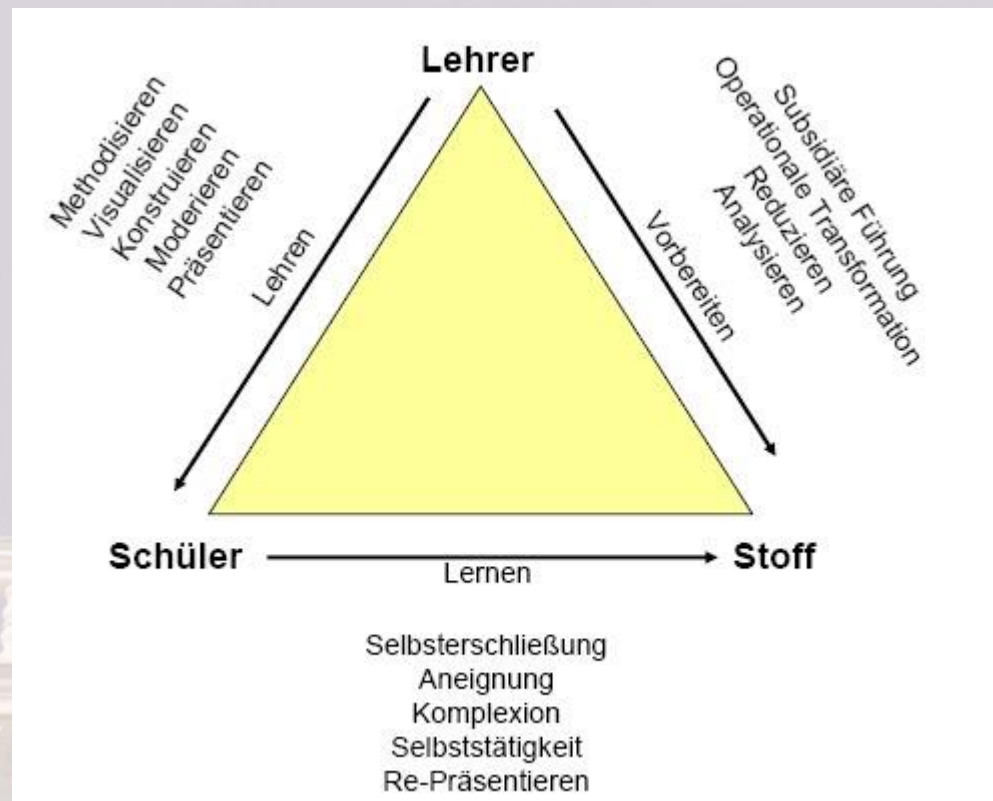 Lehrer
Methodisieren
Visualisieren
Konstruieren
Moderieren
Präsentieren
Lehren
Subsidiäre Führung
Operationale Transformation
Reduzieren
Analysieren
Vorbereiten
Schüler
Stoff
Lernen
Selbsterschließung
Aneignung
Komplexion
Selbststätigkeit
Re-Präsentieren